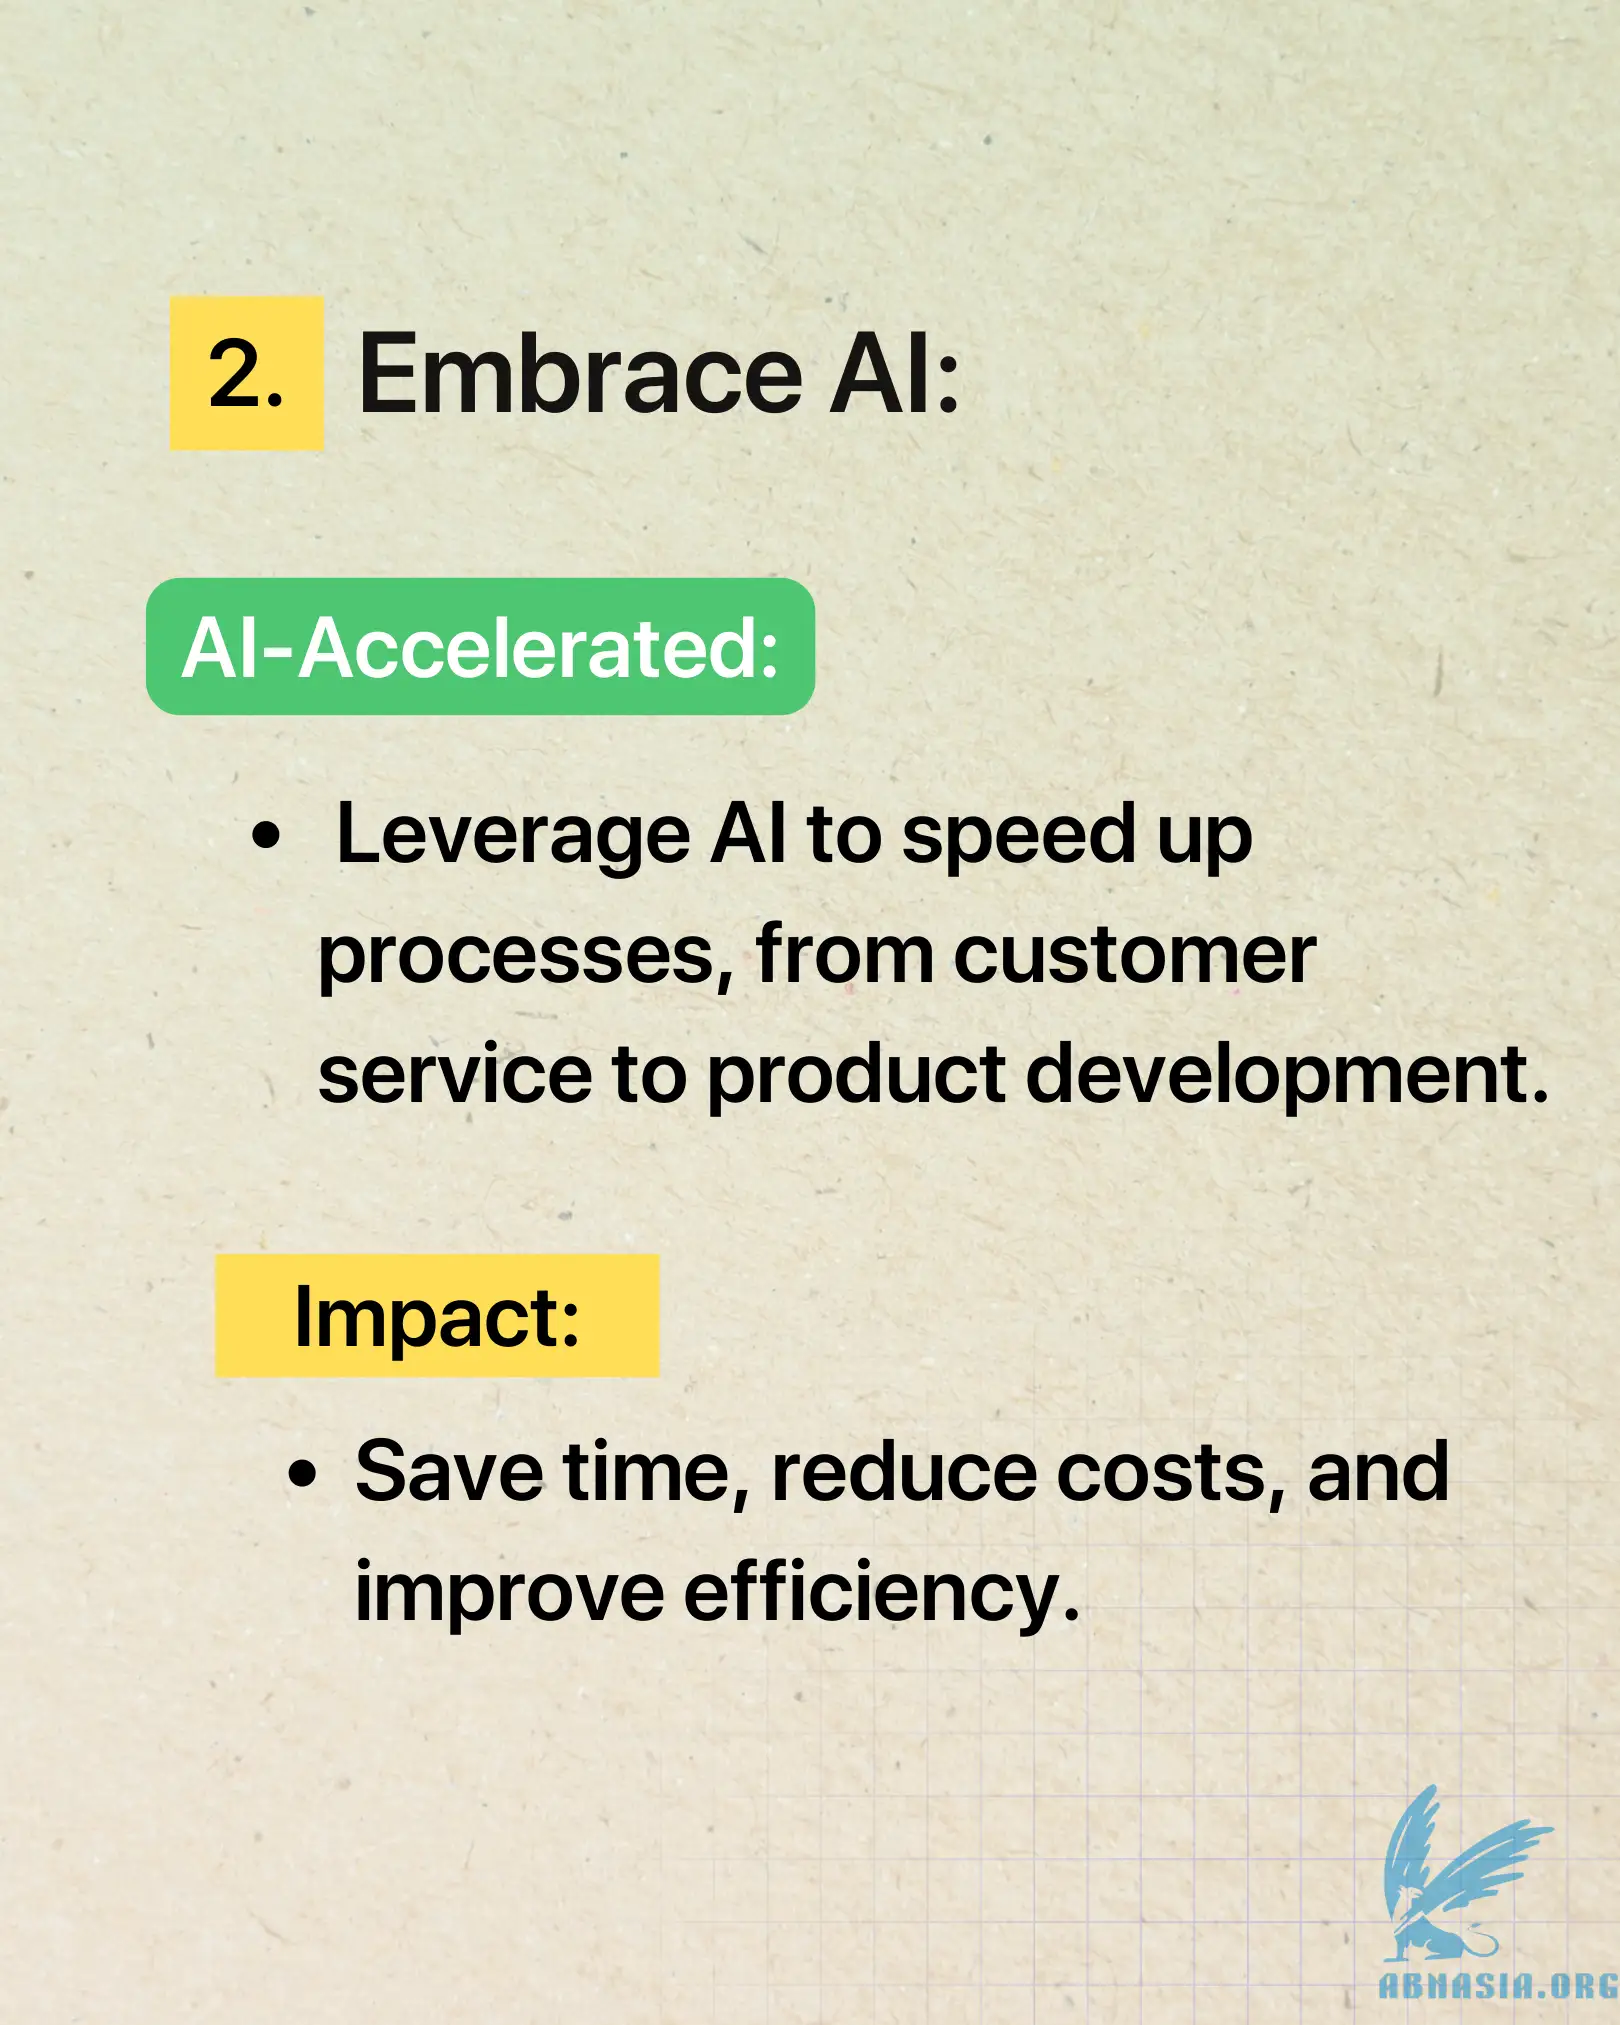 2. Embrace AI:
AI-Accelerated:
• Leverage AI to speed up
processes, from customer
service to product development.
Impact:
• Save time, reduce costs, and
improve efficiency.
ABNASIA.ORG